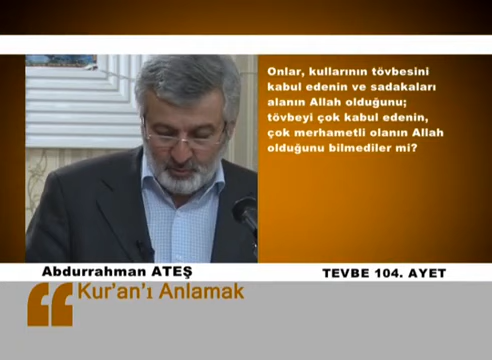 Onlar, kullarının tövbesini
kabul edenin ve sadakaları
alanın Allah olduğunu;
tövbeyi çok kabul edenin,
çok merhametli olanın Allah
olduğunu bilmediler mi?
Abdurrahman ATEŞ
TEVBE 104. AYET
“Kur'an'ı Anlamak